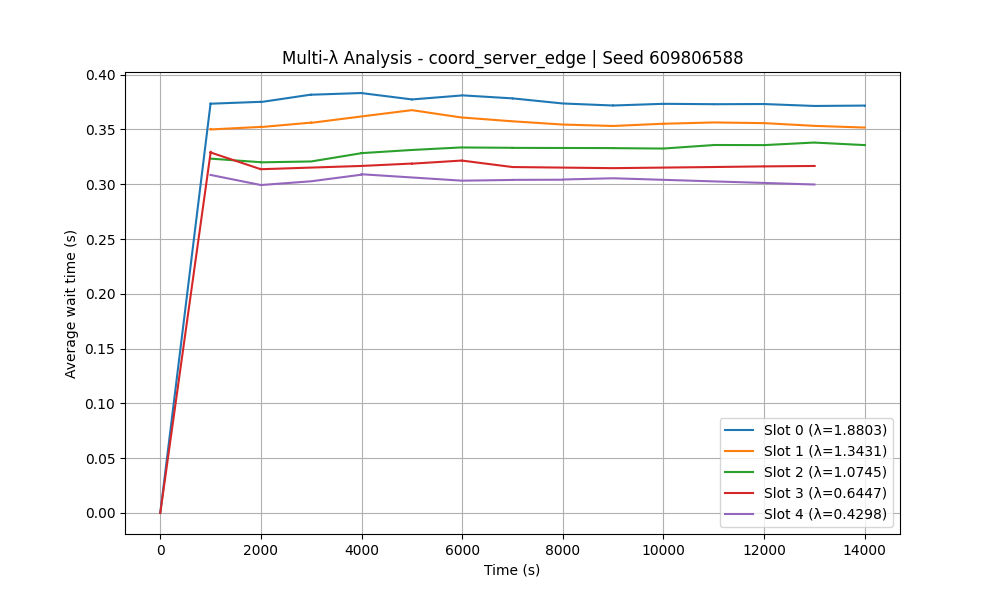 Multi-λ Analysis - coord_server_edge | Seed 609806588
Average wait time (s)
0.40
0.35
0.30
0.25
0.20
0.15
0.10
0.05
0.00
Slot 0 (λ=1.8803)
Slot 1 (λ=1.3431)
Slot 2 (λ=1.0745)
Slot 3 (λ=0.6447)
Slot 4 (λ=0.4298)
0 2000 4000 6000 8000 10000 12000 14000
Time (s)